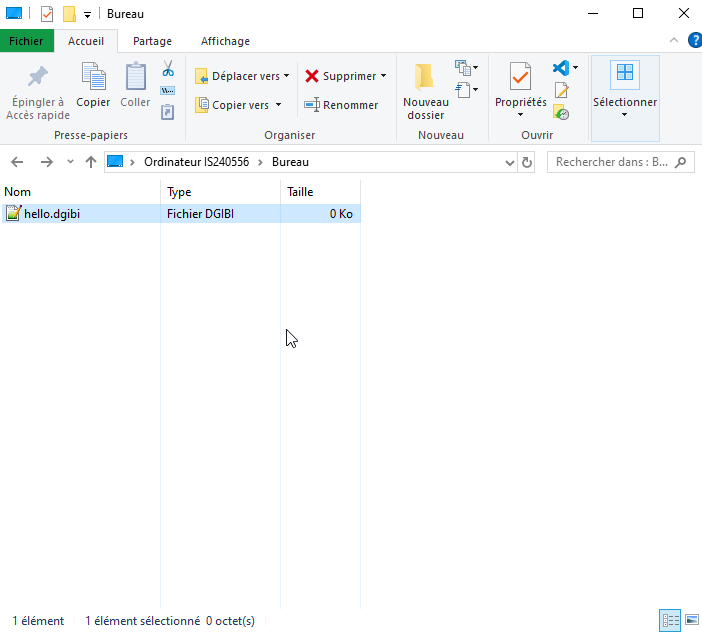 Bureau
Fichier Accueil Partage Affichage
Épingler à Accès rapide
Copier
Coller
Déplacer vers
Copier vers
Supprimer
Renommer
Nouveau dossier
Propriétés
Sélectionner
Presse-papiers Organiser Nouveau Ouvrir
Ordinateur IS240556 > Bureau
Rechercher dans : B...
Nom Type Taille
hello.dgibi Fichier DGIBI 0 Ko
1 élément 1 élément sélectionné 0 octet(s)